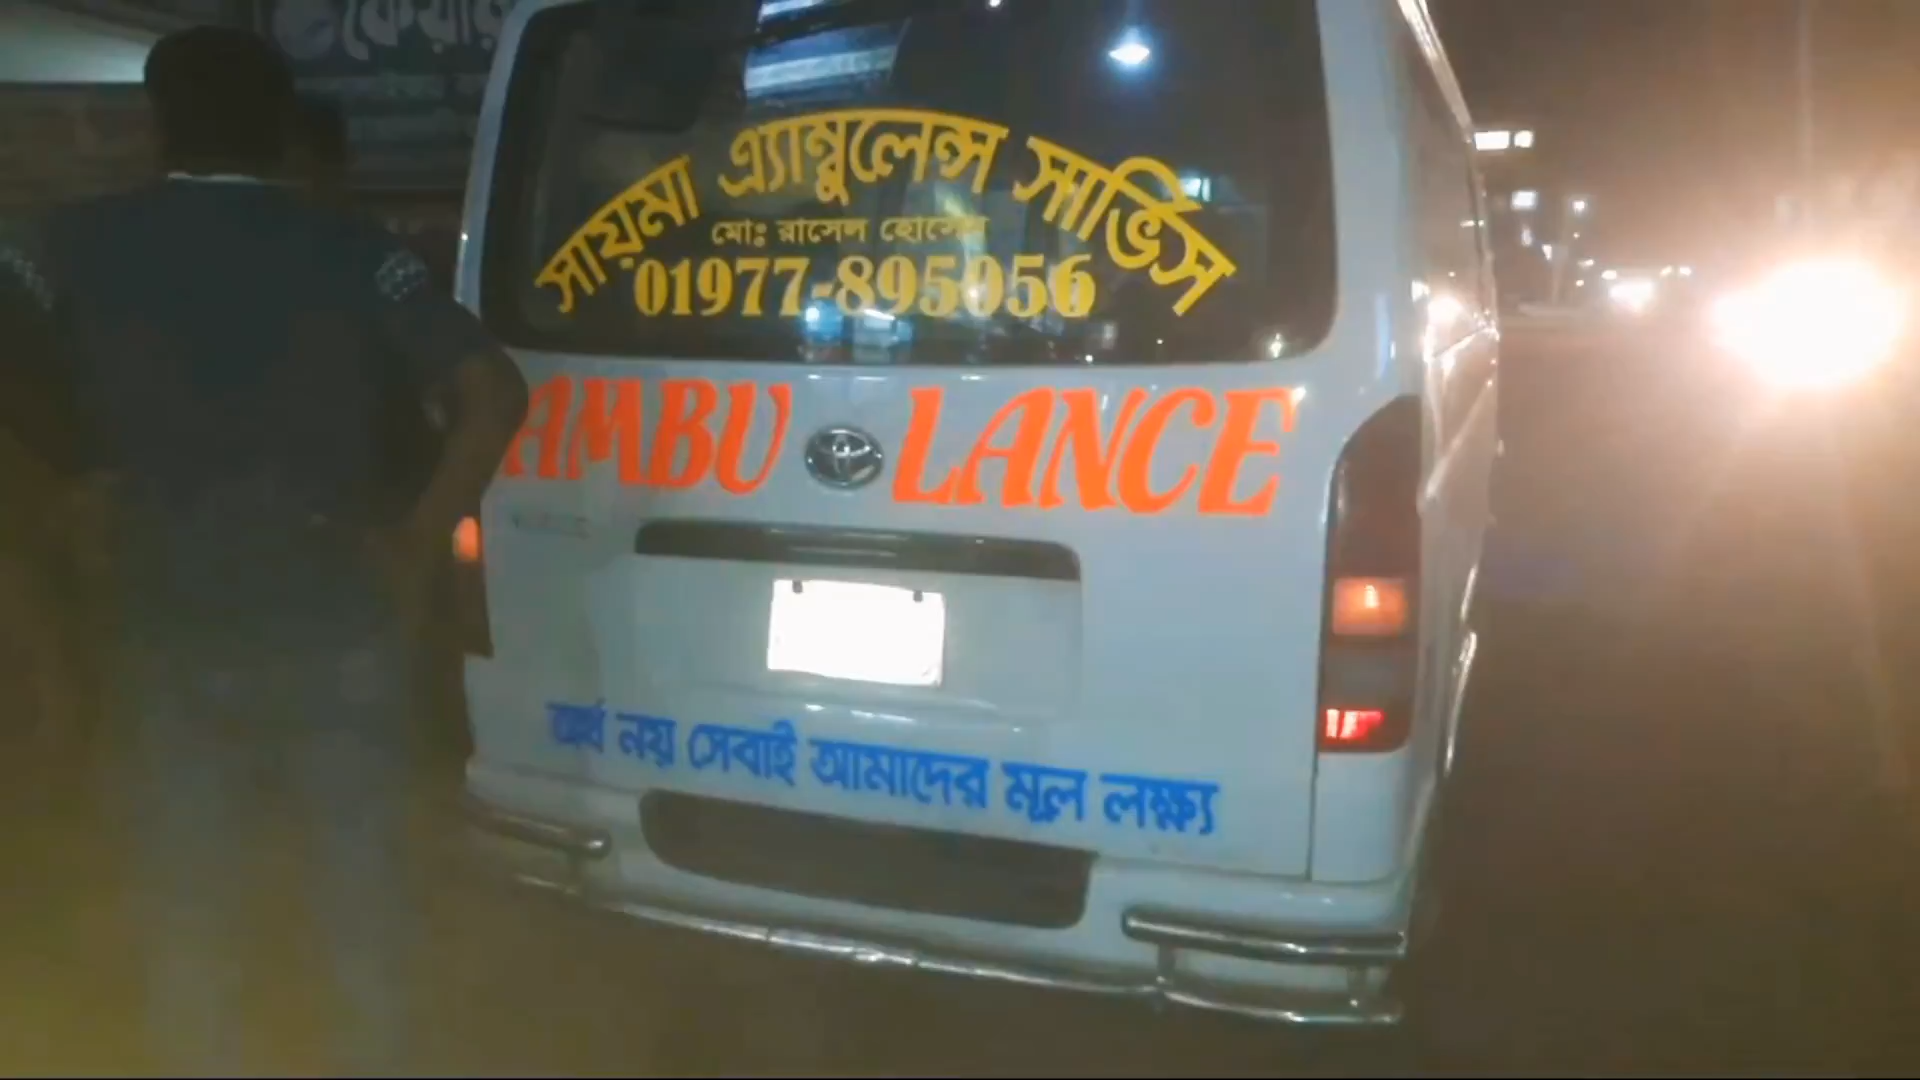 কেয়ার
সায়মা এ্যাম্বুলেন্স সার্ভিস
মোঃ রাসেল হোসেন
01977-895056
AMBU LANCE
অর্থ নয় সেবাই আমাদের মূল লক্ষ্য